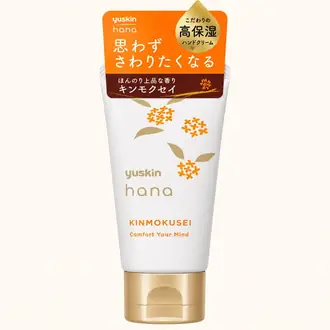 yuskin
hana
思わず
さわりたくなる
ほんのり上品な香り
キンモクセイ
こだわりの
高保湿
ハンドクリーム
yuskin
hana
KINMOKUSEI
Comfort Your Mind